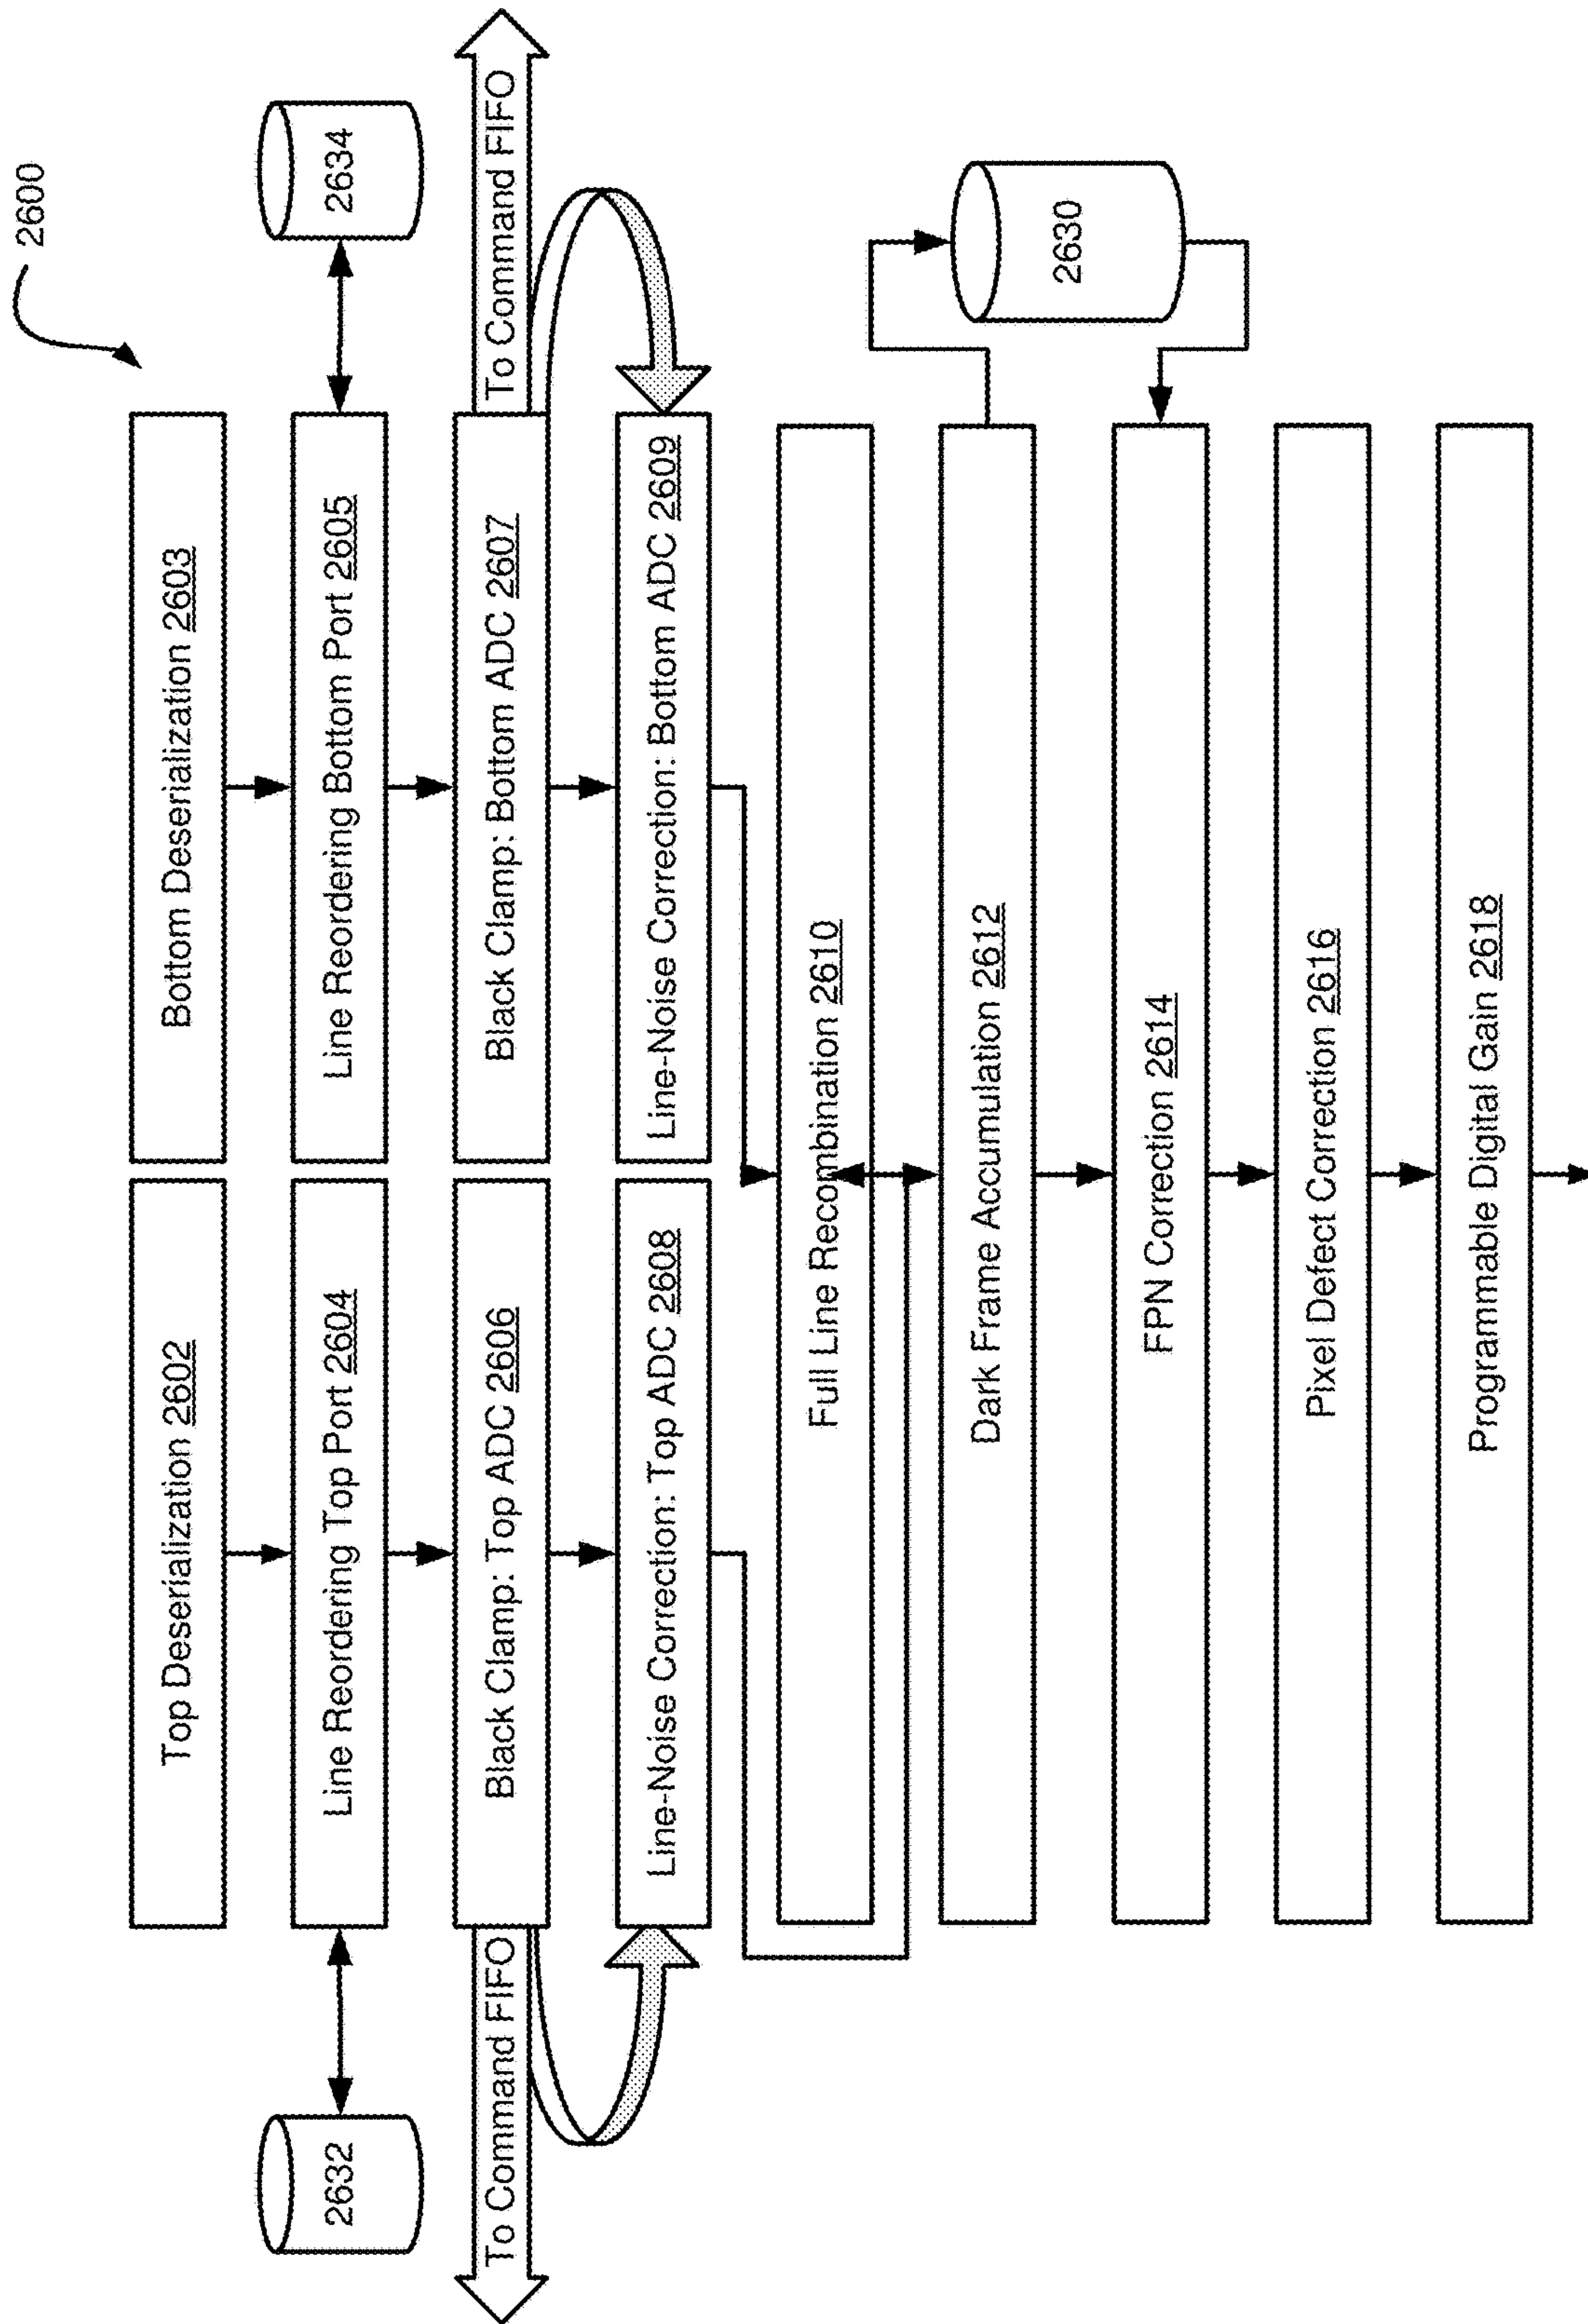 2600
Top Deserialization 2602
Bottom Deserialization 2603
2632
Line Reordering Top Port 2604
Line Reordering Bottom Port 2605
2634
To Command FIFO
Black Clamp: Top ADC 2606
Black Clamp: Bottom ADC 2607
To Command FIFO
Line-Noise Correction: Top ADC 2608
Line-Noise Correction: Bottom ADC 2609
Full Line Recombination 2610
Dark Frame Accumulation 2612
2630
FPN Correction 2614
Pixel Defect Correction 2616
Programmable Digital Gain 2618